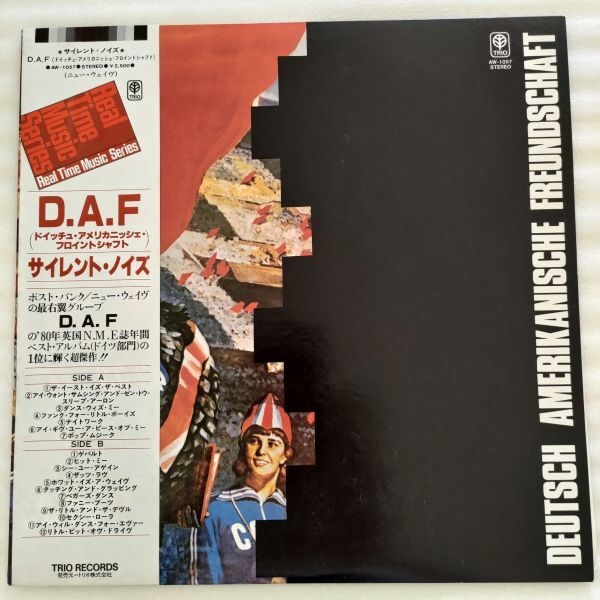 ★サイレント・ノイズ★
D.A.F(ドイッチュ・アメリカニッシェ・フロイントシャフト)
●AW-1057●STEREO●¥2,500●
(ニュー・ウェイヴ)
TRIO
Real
Time
Music
Series
Real Time Music Series
D.A.F
(ドイッチュ・アメリカニッシェ・
フロイントシャフト)
サイレント・ノイズ
ポスト・パンク/ニュー・ウェイヴ
の最右翼グループ
D.A.F
の'80年英国N.M.E誌年間
ベスト・アルバム(ドイツ部門)の
1位に輝く超傑作!!
SIDE A
①ザ・イースト・イズ・ザ・ベスト
②アイ・ウォント・サムシング・アンド・ゼン・トゥ・
スリープ・アーロン
③ダンス・ウィズ・ミー
④ファンク・フォー・リトル・ボーイズ
⑤ナイトワーク
⑥アイ・ギヴ・ユー・ア・ピース・オブ・ミー
⑦ポップ・ムジーク
SIDE B
①ゲバルト
②ヒット・ミー
③シー・ユー・アゲイン
④ザッツ・ラヴ
⑤ホワット・イズ・ア・ウェイヴ
⑥タッチング・アンド・グラッピング
⑦ベガーズ・ダンス
⑧ファニー・ブーツ
⑨ザ・リトル・アンド・ザ・デヴル
⑩セクシー・ローラ
⑪アイ・ウィル・ダンス・フォー・エヴァー
⑫リトル・ビット・オヴ・ドライヴ
TRIO RECORDS
発売元−トリオ株式会社
TRIO
AW-1057
STEREO
DEUTSCH AMERIKANISCHE FREUNDSCHAFT